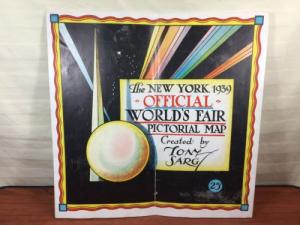 The NEW YORK 1939
OFFICIAL
WORLD'S FAIR
PICTORIAL MAP
Created by
TONY
SARG
25¢